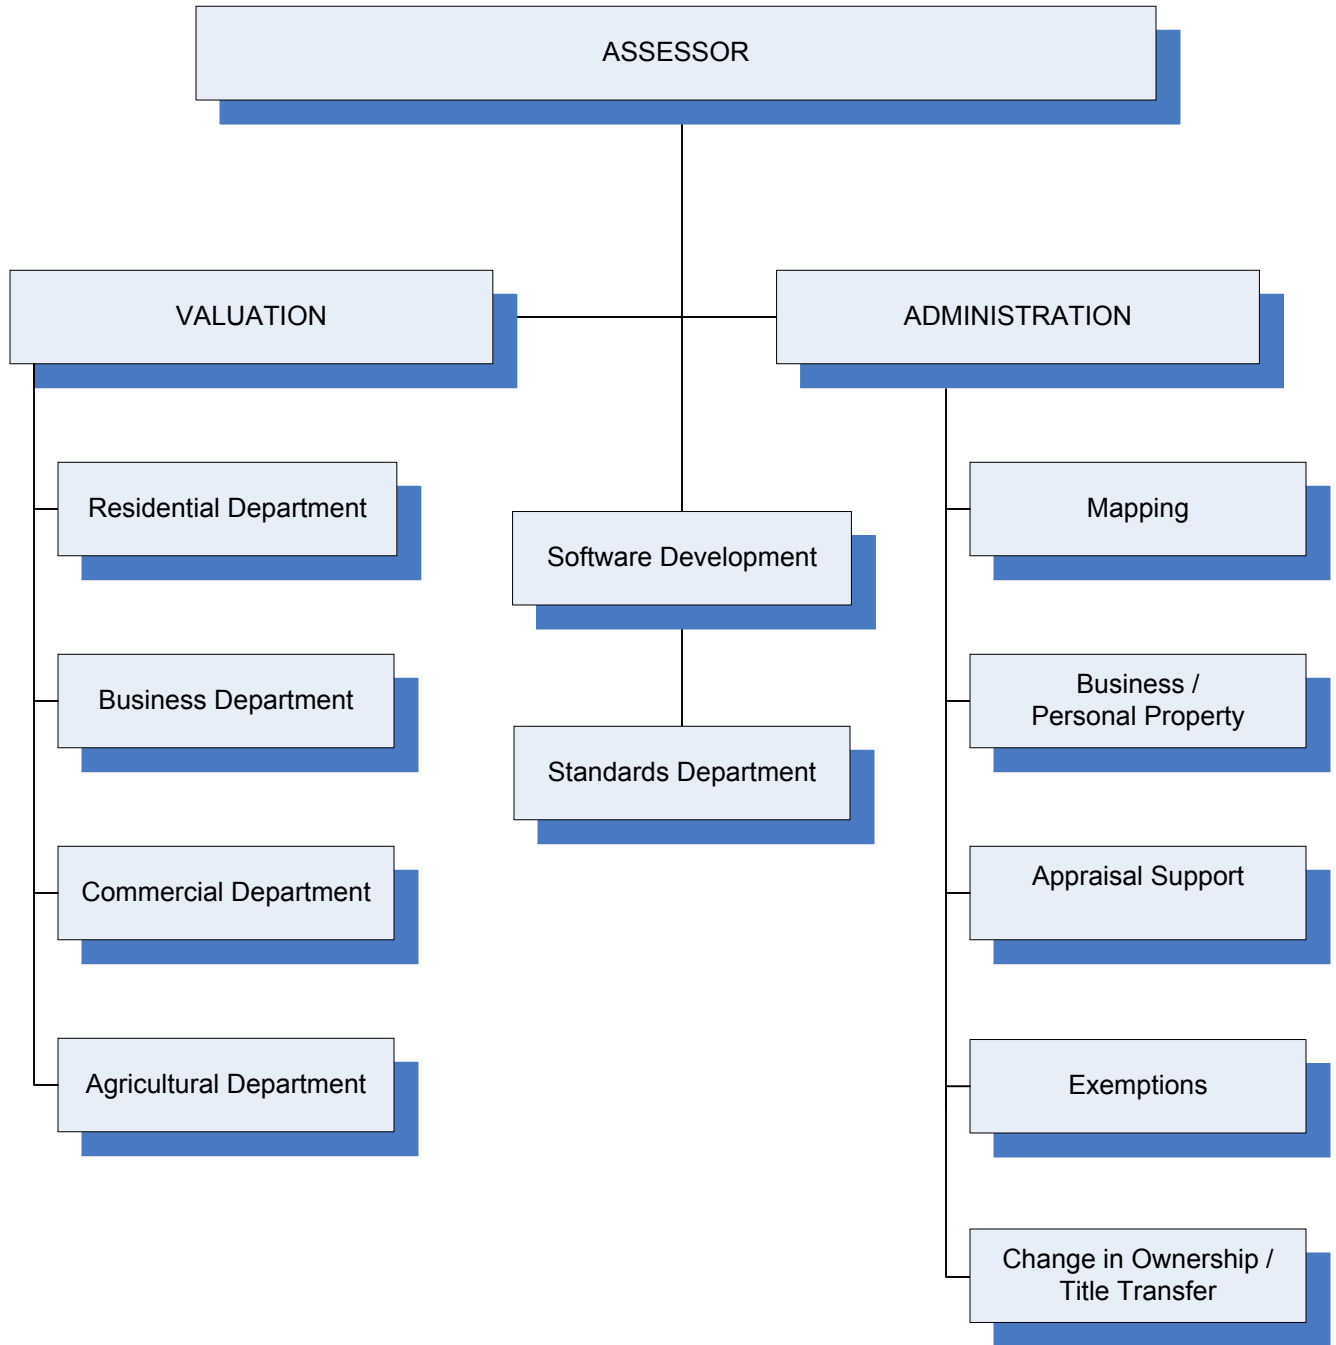 ASSESSOR
VALUATION
ADMINISTRATION
Residential Department
Business Department
Commercial Department
Agricultural Department
Software Development
Standards Department
Mapping
Business /
Personal Property
Appraisal Support
Exemptions
Change in Ownership /
Title Transfer